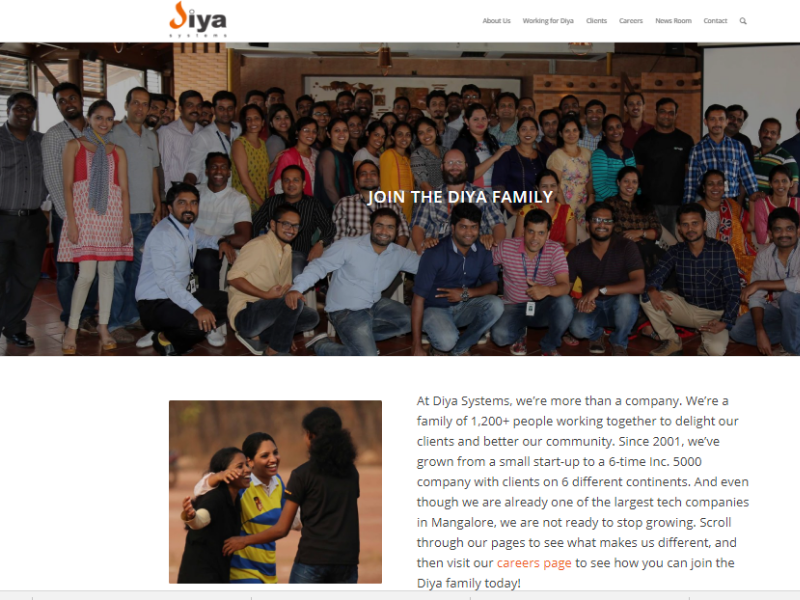 Diya
systems
About Us Working for Diya Clients Careers News Room Contact
JOIN THE DIYA FAMILY
At Diya Systems, we're more than a company. We’re a
family of 1,200+ people working together to delight our
clients and better our community. Since 2001, we’ve
grown from a small start-up to a 6-time Inc. 5000
company with clients on 6 different continents. And even
though we are already one of the largest tech companies
in Mangalore, we are not ready to stop growing. Scroll
through our pages to see what makes us different, and
then visit our careers page to see how you can join the
Diya family today!